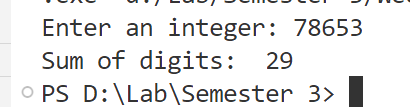 Enter an integer: 78653
Sum of digits:  29
PS D:\Lab\Semester 3>